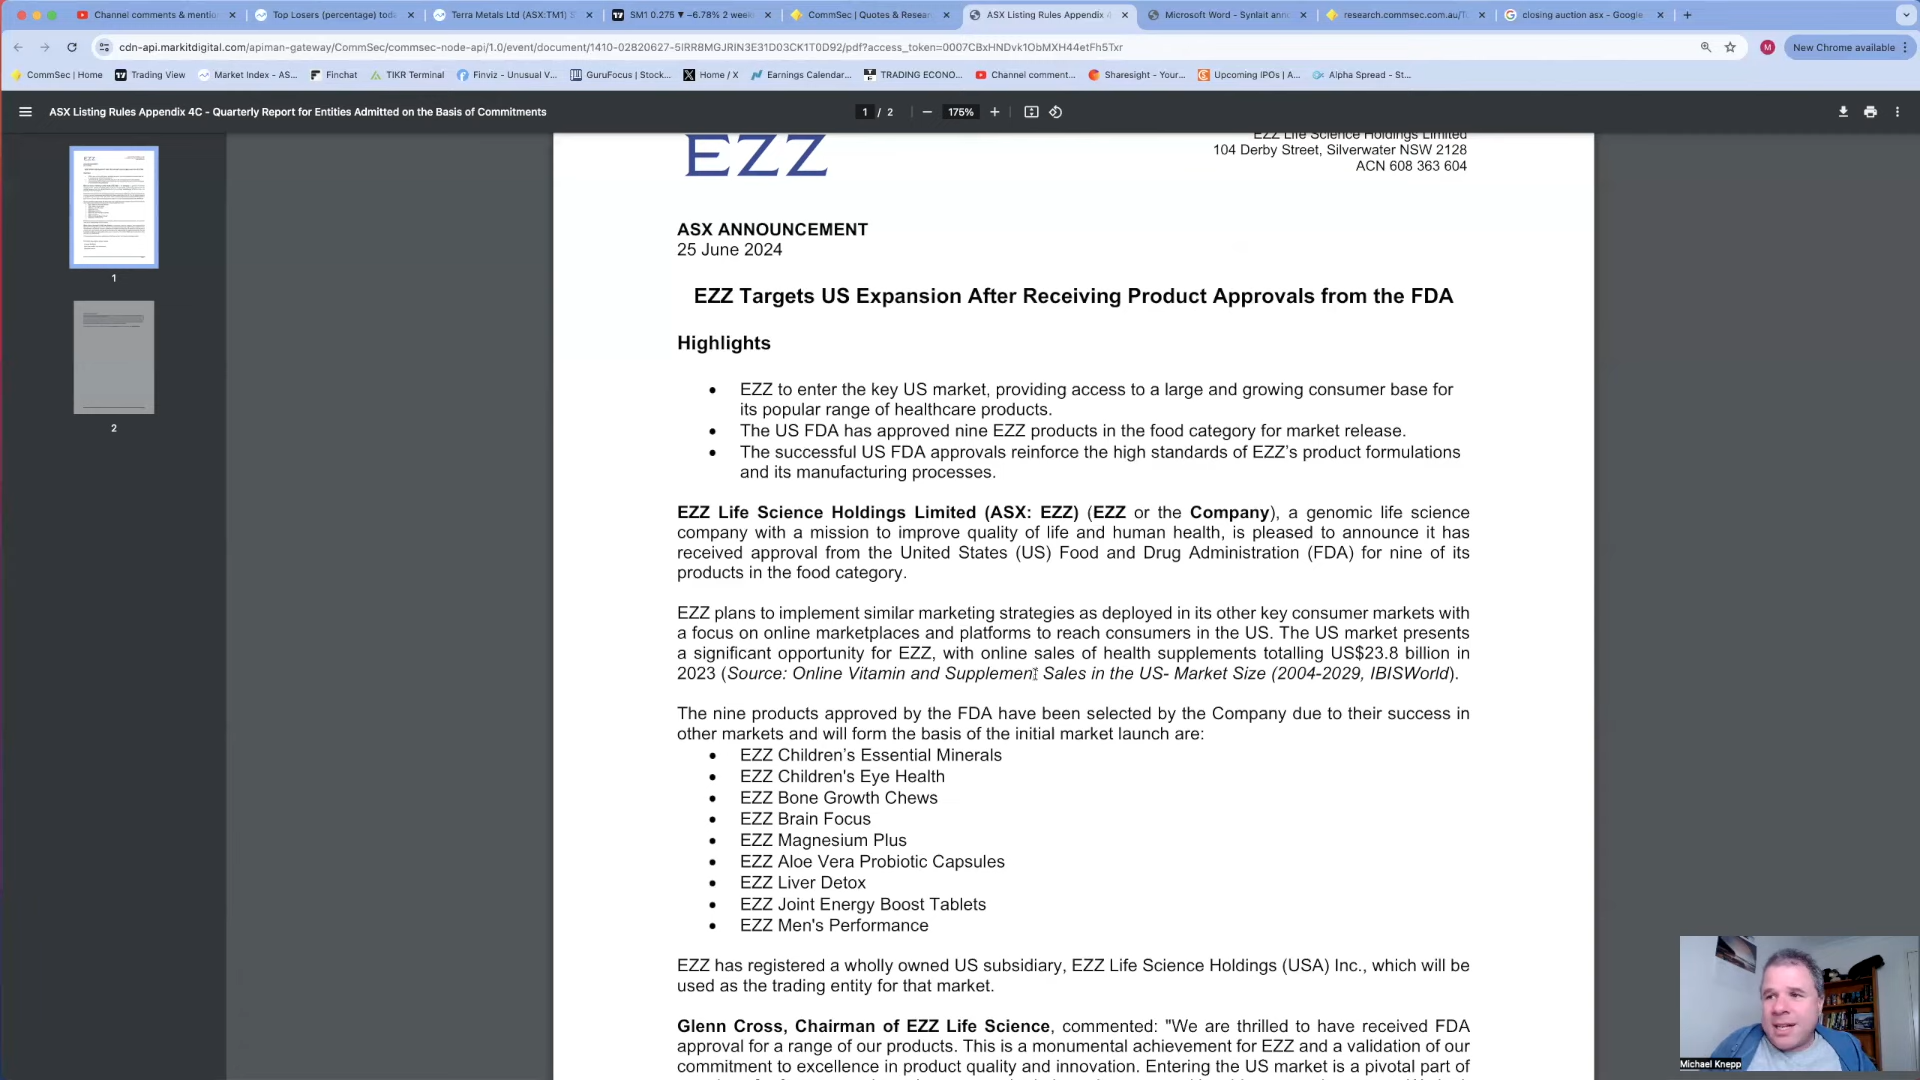 Channel comments & mentio
Top Losers (percentage) toda
Terra Metals Ltd (ASX:TM1) S
SM1 0.275 ▼ −6.78% 2 week
CommSec | Quotes & Resear
ASX Listing Rules Appendix 4
Microsoft Word - Synlait anno
research.commsec.com.au/T
closing auction asx - Google
cdn-api.markitdigital.com/apiman-gateway/CommSec/commsec-node-api/1.0/event/document/1410-02820627-5IRR8MGJRIN3E31D03CK1T0D92/pdf?access_token=0007CBxHNDvk1ObMXH44etFh5Txr
M
New Chrome available
CommSec | Home
Trading View
Market Index - AS...
Finchat
TIKR Terminal
Finviz - Unusual V...
GuruFocus | Stock...
Home / X
Earnings Calendar...
TRADING ECONO...
Channel comment...
Sharesight - Your...
Upcoming IPOs | A...
Alpha Spread - St...
ASX Listing Rules Appendix 4C - Quarterly Report for Entities Admitted on the Basis of Commitments
1 / 2
175%
1
2
EZZ
EZZ Life Science Holdings Limited
104 Derby Street, Silverwater NSW 2128
ACN 608 363 604
ASX ANNOUNCEMENT
25 June 2024
EZZ Targets US Expansion After Receiving Product Approvals from the FDA
Highlights
• EZZ to enter the key US market, providing access to a large and growing consumer base for
its popular range of healthcare products.
• The US FDA has approved nine EZZ products in the food category for market release.
• The successful US FDA approvals reinforce the high standards of EZZ's product formulations
and its manufacturing processes.
EZZ Life Science Holdings Limited (ASX: EZZ) (EZZ or the Company), a genomic life science
company with a mission to improve quality of life and human health, is pleased to announce it has
received approval from the United States (US) Food and Drug Administration (FDA) for nine of its
products in the food category.
EZZ plans to implement similar marketing strategies as deployed in its other key consumer markets with
a focus on online marketplaces and platforms to reach consumers in the US. The US market presents
a significant opportunity for EZZ, with online sales of health supplements totalling US$23.8 billion in
2023 (Source: Online Vitamin and Supplement Sales in the US- Market Size (2004-2029, IBISWorld).
The nine products approved by the FDA have been selected by the Company due to their success in
other markets and will form the basis of the initial market launch are:
• EZZ Children's Essential Minerals
• EZZ Children's Eye Health
• EZZ Bone Growth Chews
• EZZ Brain Focus
• EZZ Magnesium Plus
• EZZ Aloe Vera Probiotic Capsules
• EZZ Liver Detox
• EZZ Joint Energy Boost Tablets
• EZZ Men's Performance
EZZ has registered a wholly owned US subsidiary, EZZ Life Science Holdings (USA) Inc., which will be
used as the trading entity for that market.
Glenn Cross, Chairman of EZZ Life Science, commented: "We are thrilled to have received FDA
approval for a range of our products. This is a monumental achievement for EZZ and a validation of our
commitment to excellence in product quality and innovation. Entering the US market is a pivotal part of
Michael Knepp